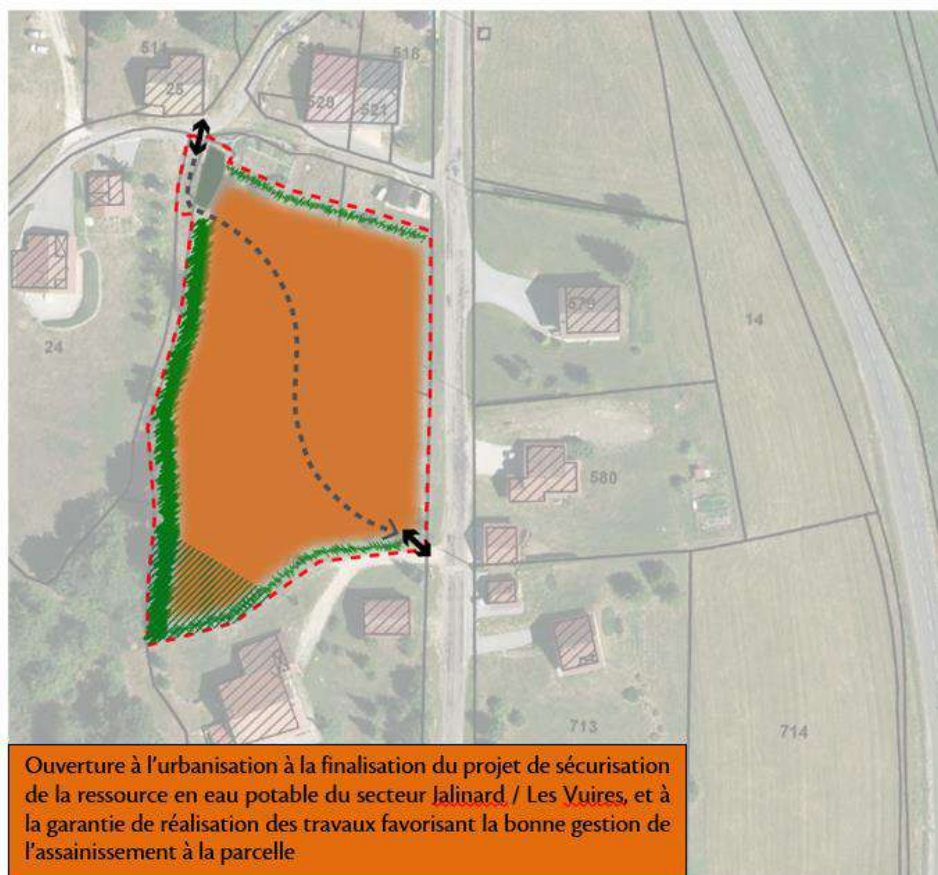 511
518
25
520
521
579
14
24
580
713
714
Ouverture à l'urbanisation à la finalisation du projet de sécurisation
de la ressource en eau potable du secteur Jalinard / Les Vuires, et à
la garantie de réalisation des travaux favorisant la bonne gestion de
l'assainissement à la parcelle